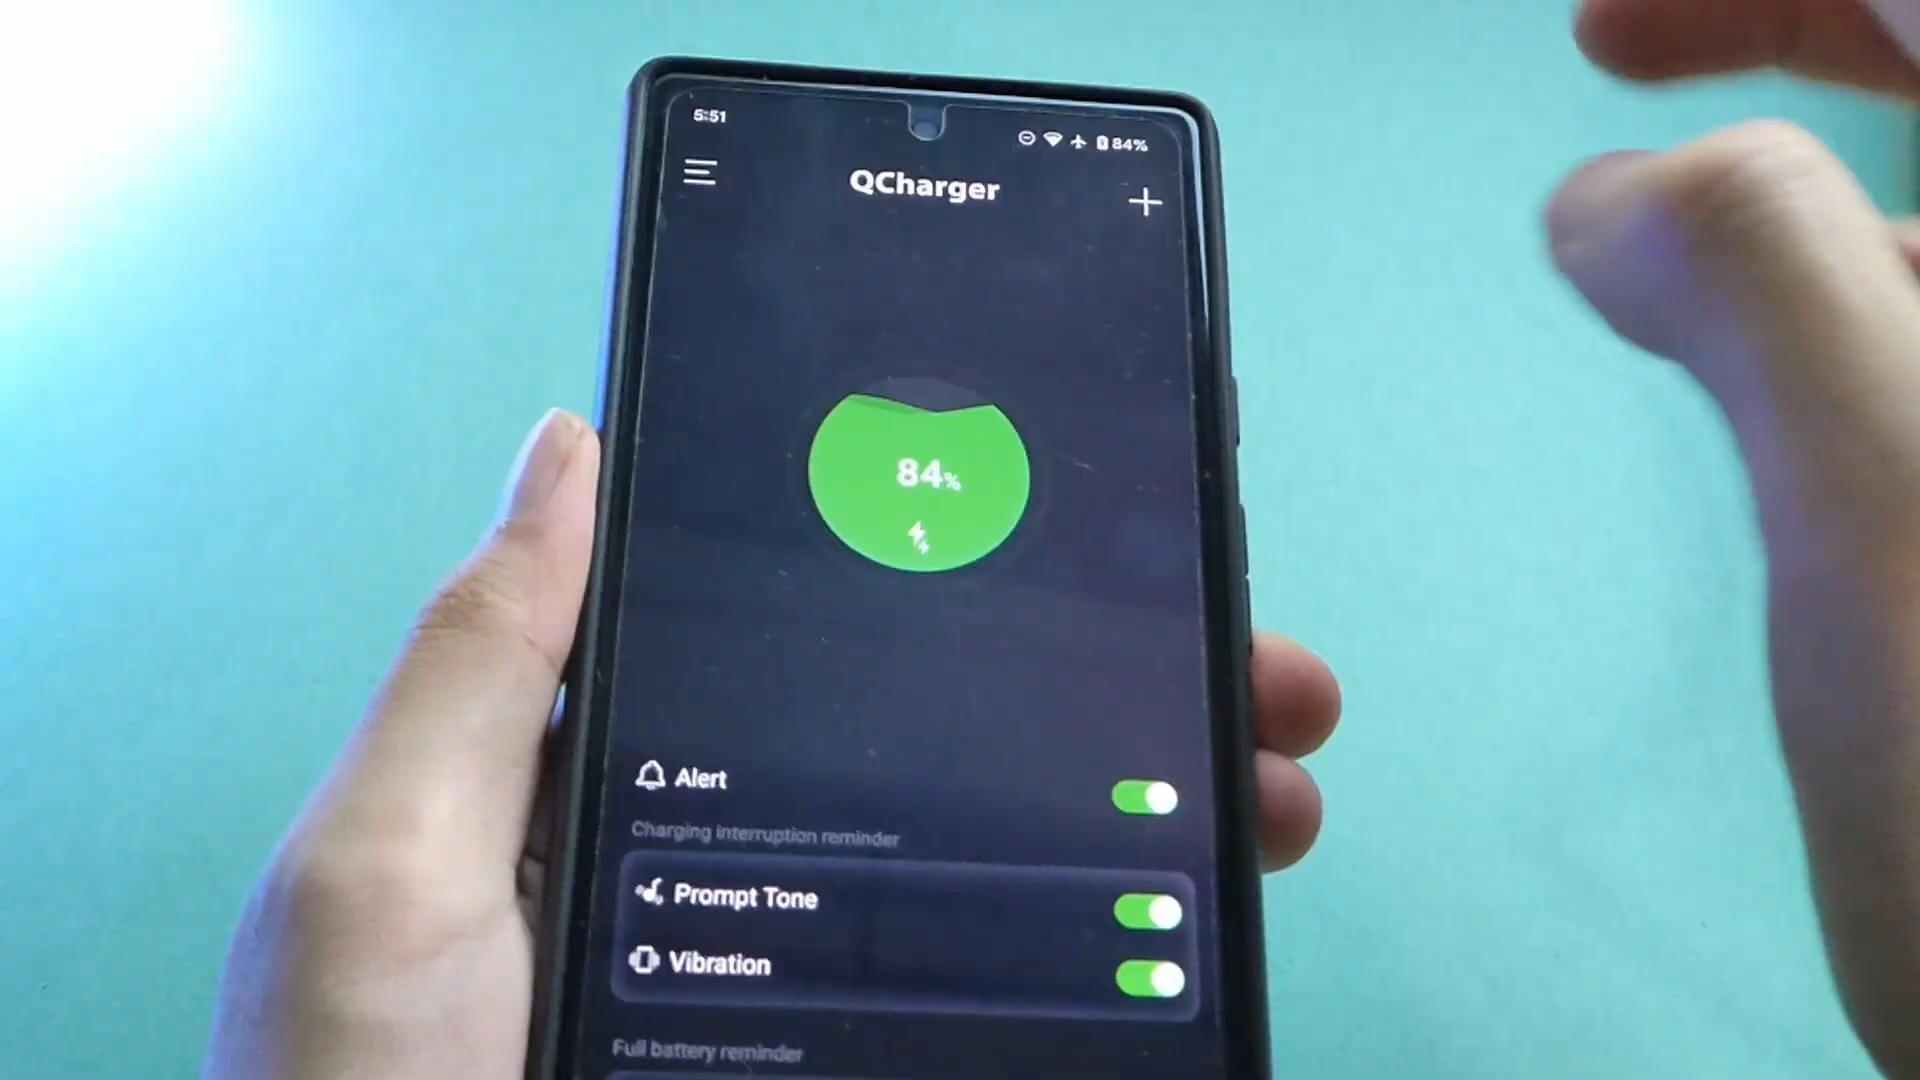 5:51
84%
QCharger
84%
Alert
Charging interruption reminder
Prompt Tone
Vibration
Full battery reminder